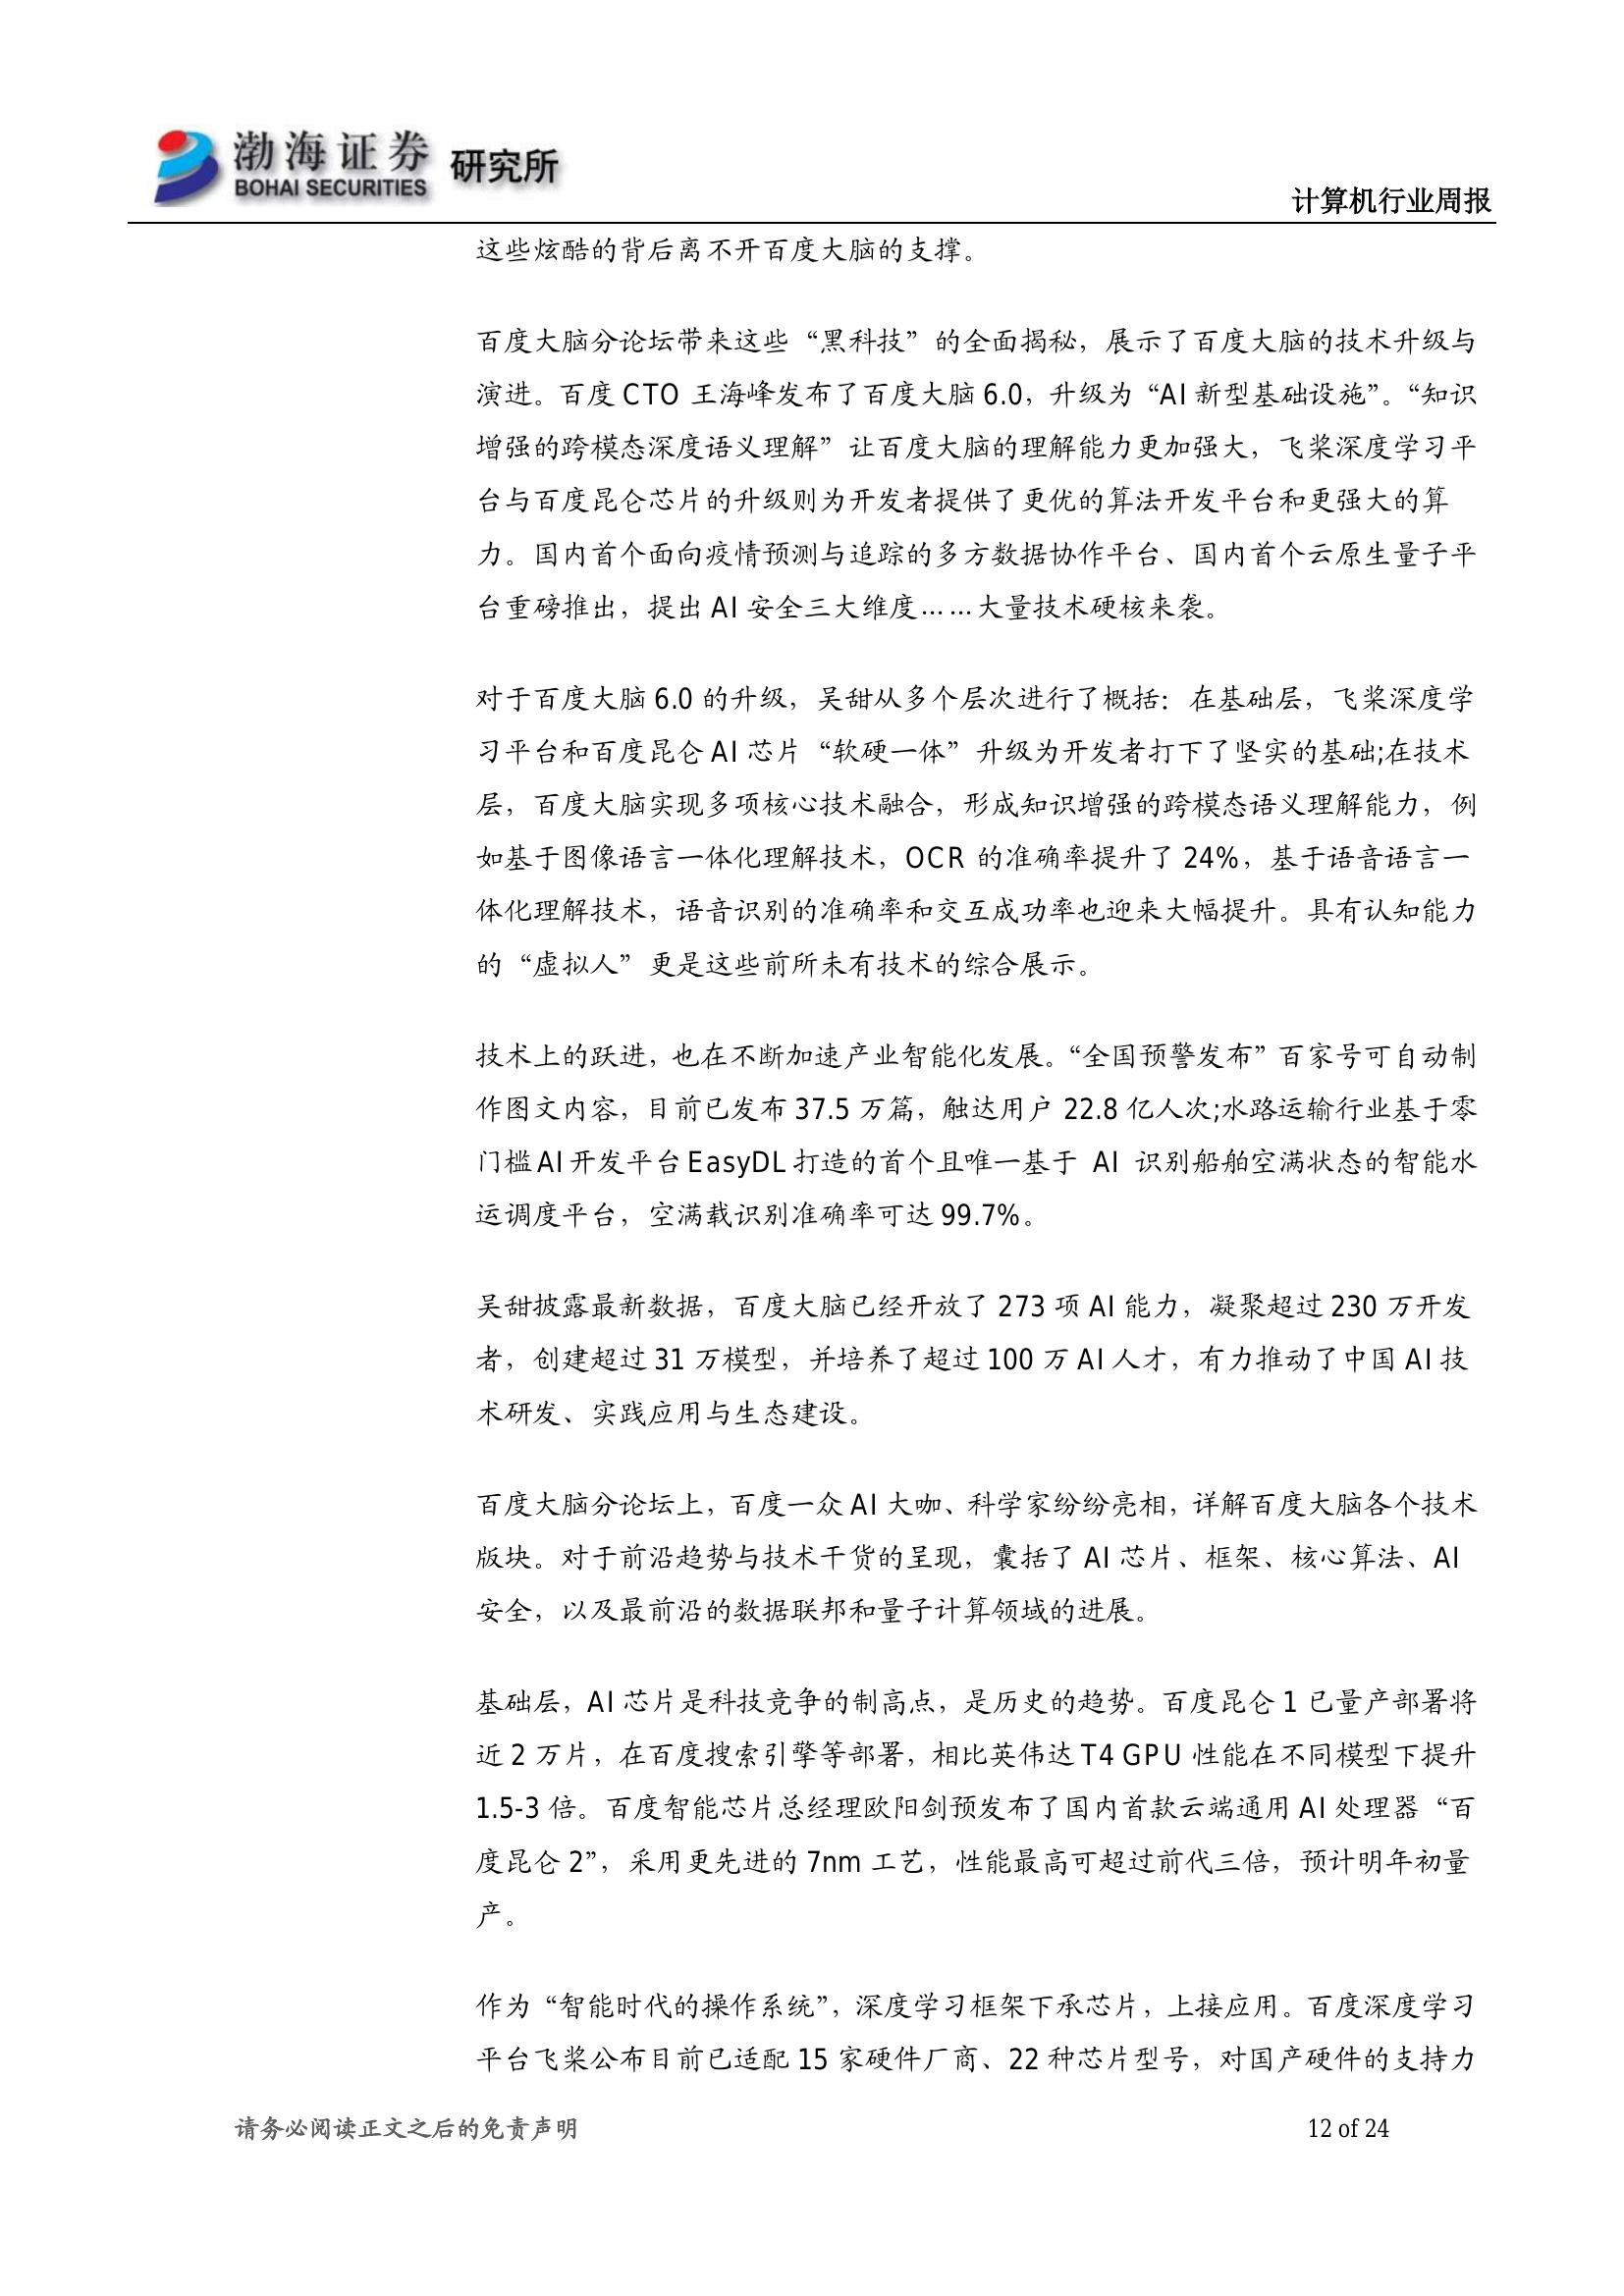 渤海证券 研究所
BOHAI SECURITIES
计算机行业周报
这些炫酷的背后离不开百度大脑的支撑。
百度大脑分论坛带来这些“黑科技”的全面揭秘，展示了百度大脑的技术升级与
演进。百度 CTO 王海峰发布了百度大脑 6.0，升级为“AI 新型基础设施”。“知识
增强的跨模态深度语义理解”让百度大脑的理解能力更加强大，飞桨深度学习平
台与百度昆仑芯片的升级则为开发者提供了更优的算法开发平台和更强大的算
力。国内首个面向疫情预测与追踪的多方数据协作平台、国内首个云原生量子平
台重磅推出，提出 AI 安全三大维度……大量技术硬核来袭。
对于百度大脑 6.0 的升级，吴甜从多个层次进行了概括：在基础层，飞桨深度学
习平台和百度昆仑 AI 芯片“软硬一体”升级为开发者打下了坚实的基础;在技术
层，百度大脑实现多项核心技术融合，形成知识增强的跨模态语义理解能力，例
如基于图像语言一体化理解技术，OCR 的准确率提升了 24%，基于语音语言一
体化理解技术，语音识别的准确率和交互成功率也迎来大幅提升。具有认知能力
的“虚拟人”更是这些前所未有技术的综合展示。
技术上的跃进，也在不断加速产业智能化发展。“全国预警发布”百家号可自动制
作图文内容，目前已发布 37.5 万篇，触达用户 22.8 亿人次;水路运输行业基于零
门槛 AI 开发平台 EasyDL 打造的首个且唯一基于 AI 识别船舶空满状态的智能水
运调度平台，空满载识别准确率可达 99.7%。
吴甜披露最新数据，百度大脑已经开放了 273 项 AI 能力，凝聚超过 230 万开发
者，创建超过 31 万模型，并培养了超过 100 万 AI 人才，有力推动了中国 AI 技
术研发、实践应用与生态建设。
百度大脑分论坛上，百度一众 AI 大咖、科学家纷纷亮相，详解百度大脑各个技术
版块。对于前沿趋势与技术干货的呈现，囊括了 AI 芯片、框架、核心算法、AI
安全，以及最前沿的数据联邦和量子计算领域的进展。
基础层，AI 芯片是科技竞争的制高点，是历史的趋势。百度昆仑 1 已量产部署将
近 2 万片，在百度搜索引擎等部署，相比英伟达 T4 GPU 性能在不同模型下提升
1.5-3 倍。百度智能芯片总经理欧阳剑预发布了国内首款云端通用 AI 处理器“百
度昆仑 2”，采用更先进的 7nm 工艺，性能最高可超过前代三倍，预计明年初量
产。
作为“智能时代的操作系统”，深度学习框架下承芯片，上接应用。百度深度学习
平台飞桨公布目前已适配 15 家硬件厂商、22 种芯片型号，对国产硬件的支持力
请务必阅读正文之后的免责声明
12 of 24